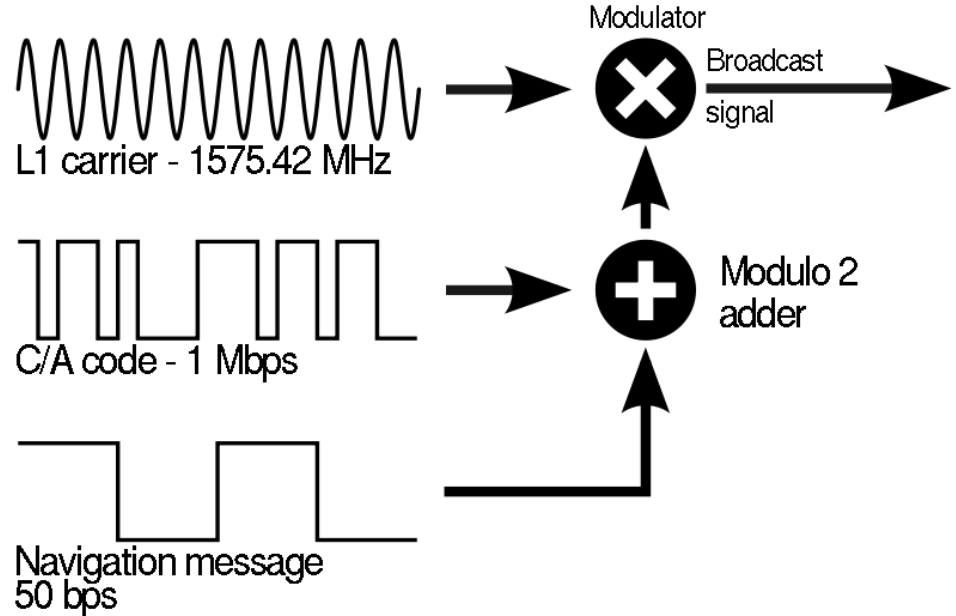 Modulator
Broadcast
signal
L1 carrier - 1575.42 MHz
Modulo 2
adder
C/A code - 1 Mbps
Navigation message
50 bps